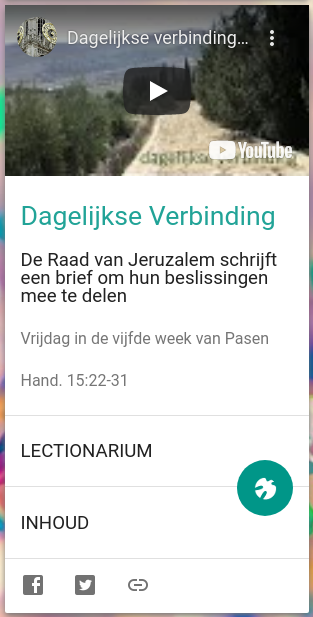 Dagelijkse verbinding...
dagelijkse verbinding
YouTube
Dagelijkse Verbinding
De Raad van Jeruzalem schrijft
een brief om hun beslissingen
mee te delen
Vrijdag in de vijfde week van Pasen
Hand. 15:22-31
LECTIONARIUM
INHOUD